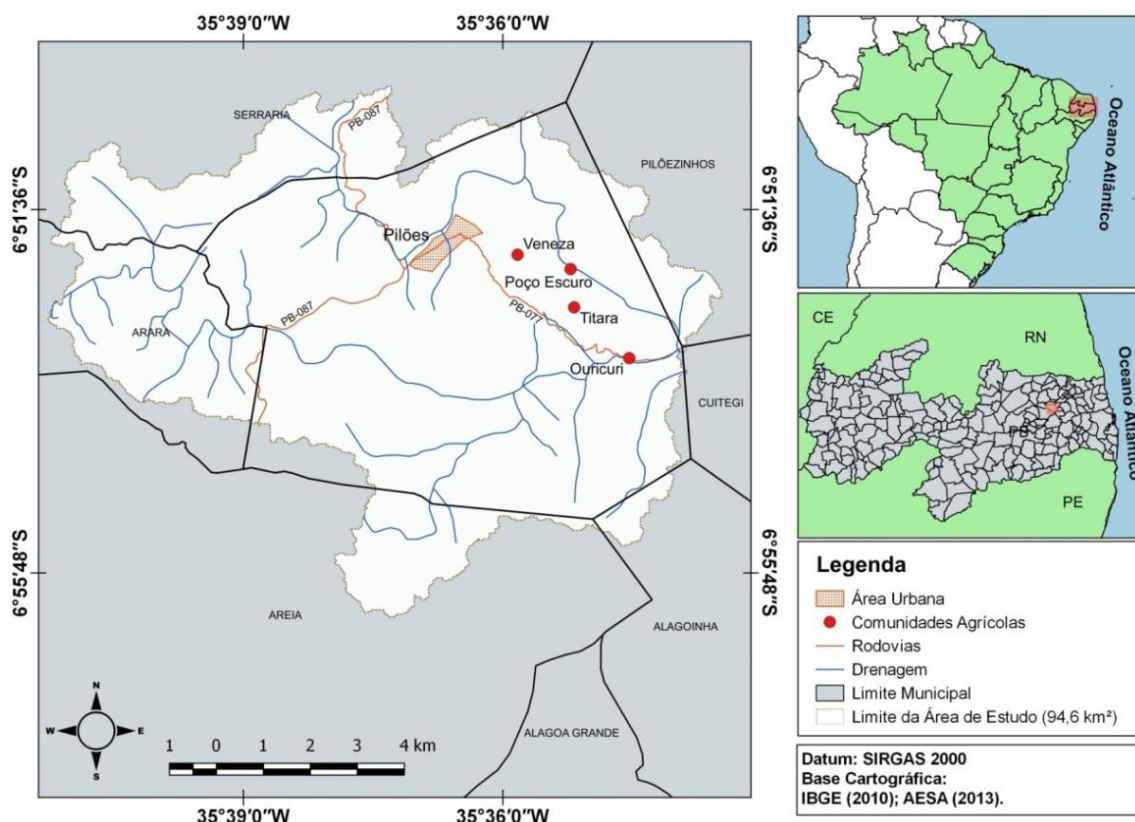 35°39'0"W
35°36'0"W
SERRARIA
PB-087
PILÕEZINHOS
6°51'36"S
6°51'36"S
Pilões
Veneza
Poço Escuro
PB-087
PB-077
Titara
ARARA
Ouricuri
CUITEGI
6°55'48"S
6°55'48"S
AREIA
ALAGOINHA
ALAGOA GRANDE
N
W E
S
1 0 1 2 3 4 km
35°39'0"W
35°36'0"W
Oceano Atlântico
CE
RN
PB
PE
Oceano Atlântico
Legenda
Área Urbana
Comunidades Agrícolas
Rodovias
Drenagem
Limite Municipal
Limite da Área de Estudo (94,6 km²)
Datum: SIRGAS 2000
Base Cartográfica:
IBGE (2010); AESA (2013).